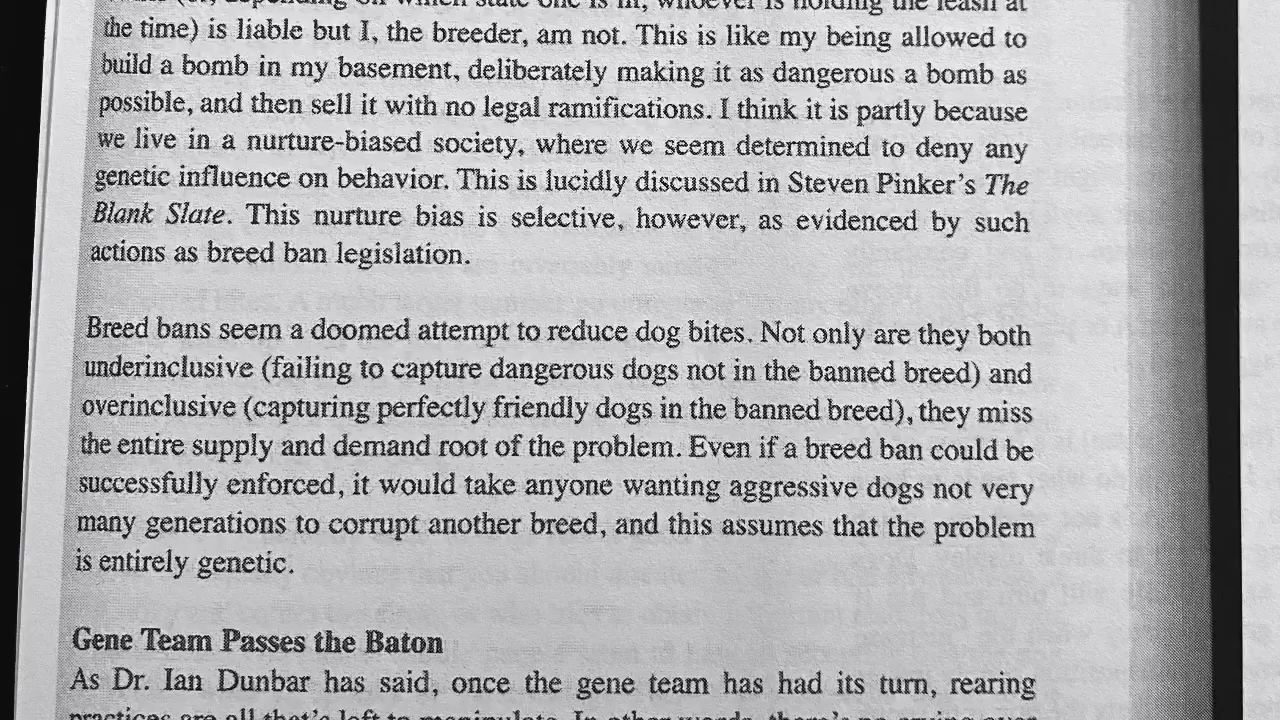 the time) is liable but I, the breeder, am not. This is like my being allowed to
build a bomb in my basement, deliberately making it as dangerous a bomb as
possible, and then sell it with no legal ramifications. I think it is partly because
we live in a nurture-biased society, where we seem determined to deny any
genetic influence on behavior. This is lucidly discussed in Steven Pinker's The
Blank Slate. This nurture bias is selective, however, as evidenced by such
actions as breed ban legislation.
Breed bans seem a doomed attempt to reduce dog bites. Not only are they both
underinclusive (failing to capture dangerous dogs not in the banned breed) and
overinclusive (capturing perfectly friendly dogs in the banned breed), they miss
the entire supply and demand root of the problem. Even if a breed ban could be
successfully enforced, it would take anyone wanting aggressive dogs not very
many generations to corrupt another breed, and this assumes that the problem
is entirely genetic.
Gene Team Passes the Baton
As Dr. Ian Dunbar has said, once the gene team has had its turn, rearing